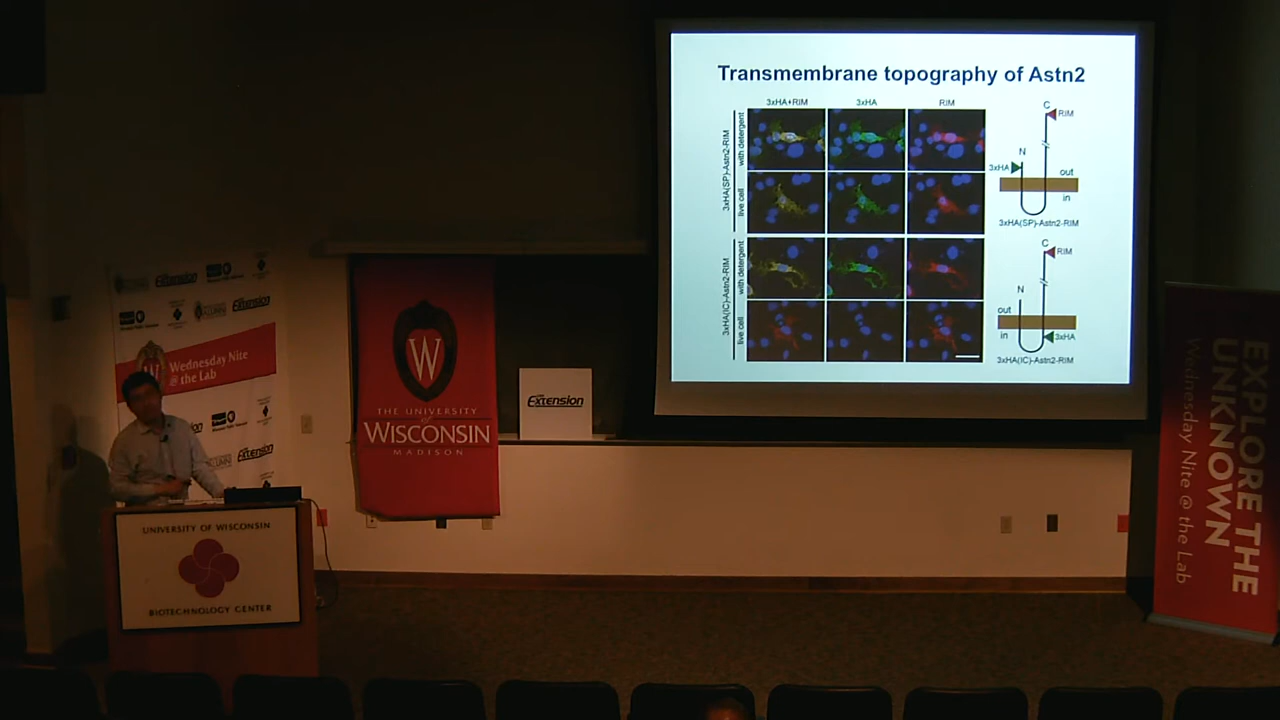 Transmembrane topography of Astn2
3xHA+RIM
3xHA
RIM
3xHA(SP)-Astn2-RIM
with detergent
live cell
3xHA(IC)-Astn2-RIM
with detergent
live cell
C
RIM
N
3xHA
out
in
3xHA(SP)-Astn2-RIM
C
RIM
N
out
in
3xHA
3xHA(IC)-Astn2-RIM
Extension
Wednesday Nite
@ the Lab
Extension
Extension
W
THE UNIVERSITY
of
WISCONSIN
MADISON
Extension
UNIVERSITY OF WISCONSIN
BIOTECHNOLOGY CENTER
EXPLORE THE
UNKNOWN
Wednesday Nite @ the Lab